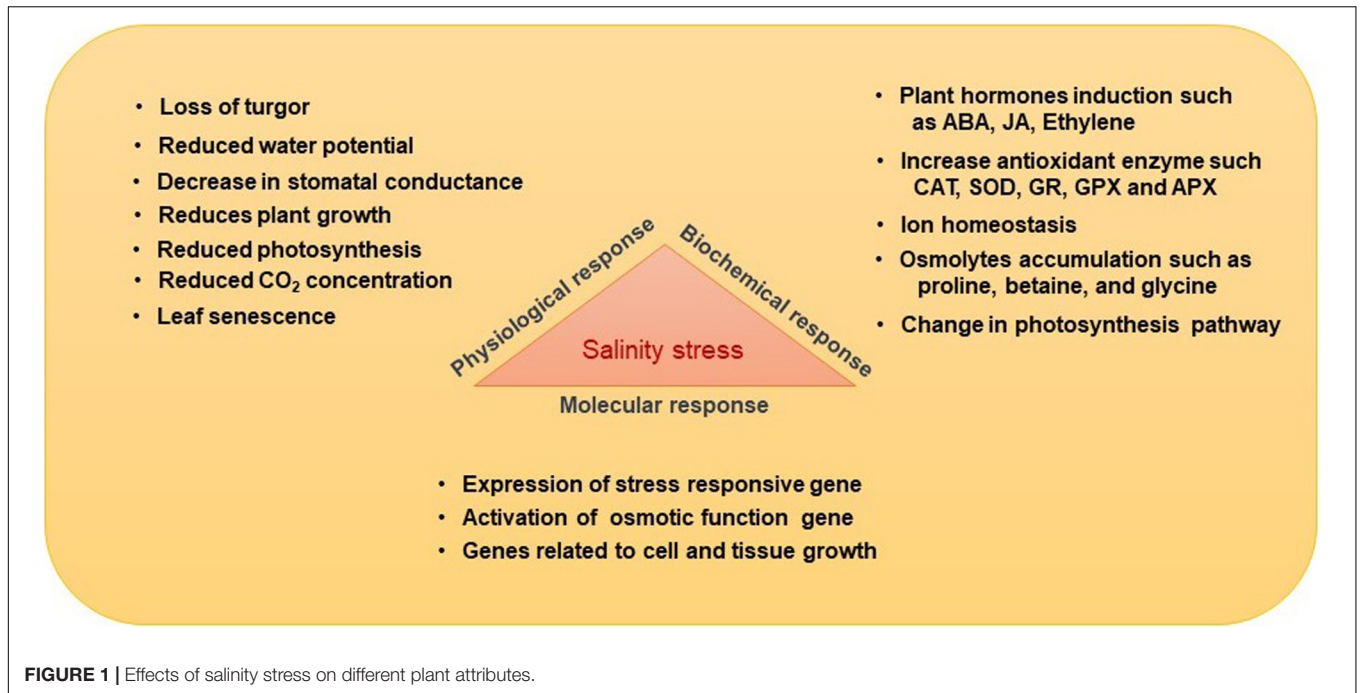 • Loss of turgor
• Reduced water potential
• Decrease in stomatal conductance
• Reduces plant growth
• Reduced photosynthesis
• Reduced CO₂ concentration
• Leaf senescence
• Plant hormones induction such
as ABA, JA, Ethylene
• Increase antioxidant enzyme such
CAT, SOD, GR, GPX and APX
• Ion homeostasis
• Osmolytes accumulation such as
proline, betaine, and glycine
• Change in photosynthesis pathway
Physiological response
Biochemical response
Salinity stress
Molecular response
• Expression of stress responsive gene
• Activation of osmotic function gene
• Genes related to cell and tissue growth
FIGURE 1 | Effects of salinity stress on different plant attributes.